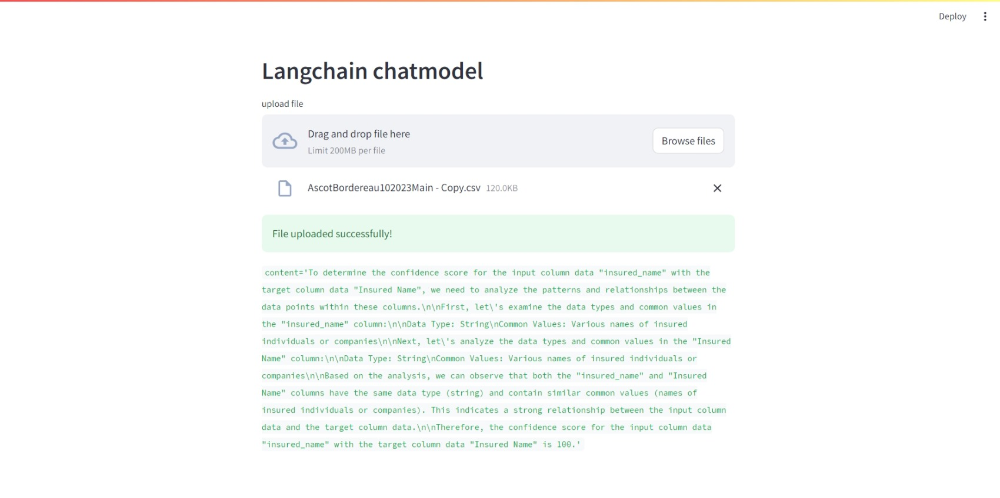 Deploy
Langchain chatmodel
upload file
Drag and drop file here
Browse files
Limit 200MB per file
AscotBordereau102023Main - Copy.csv 120.0KB
File uploaded successfully!
content='To determine the confidence score for the input column data "insured_name" with the
target column data "Insured Name", we need to analyze the patterns and relationships between the
data points within these columns.\n\nFirst, let\'s examine the data types and common values in
the "insured_name" column:\n\nData Type: String\nCommon Values: Various names of insured
individuals or companies\n\nNext, let\'s analyze the data types and common values in the "Insured
Name" column:\n\nData Type: String\nCommon Values: Various names of insured individuals or
companies\n\nBased on the analysis, we can observe that both the "insured_name" and "Insured
Name" columns have the same data type (string) and contain similar common values (names of
insured individuals or companies). This indicates a strong relationship between the input column
data and the target column data.\n\nTherefore, the confidence score for the input column data
"insured_name" with the target column data "Insured Name" is 100.'